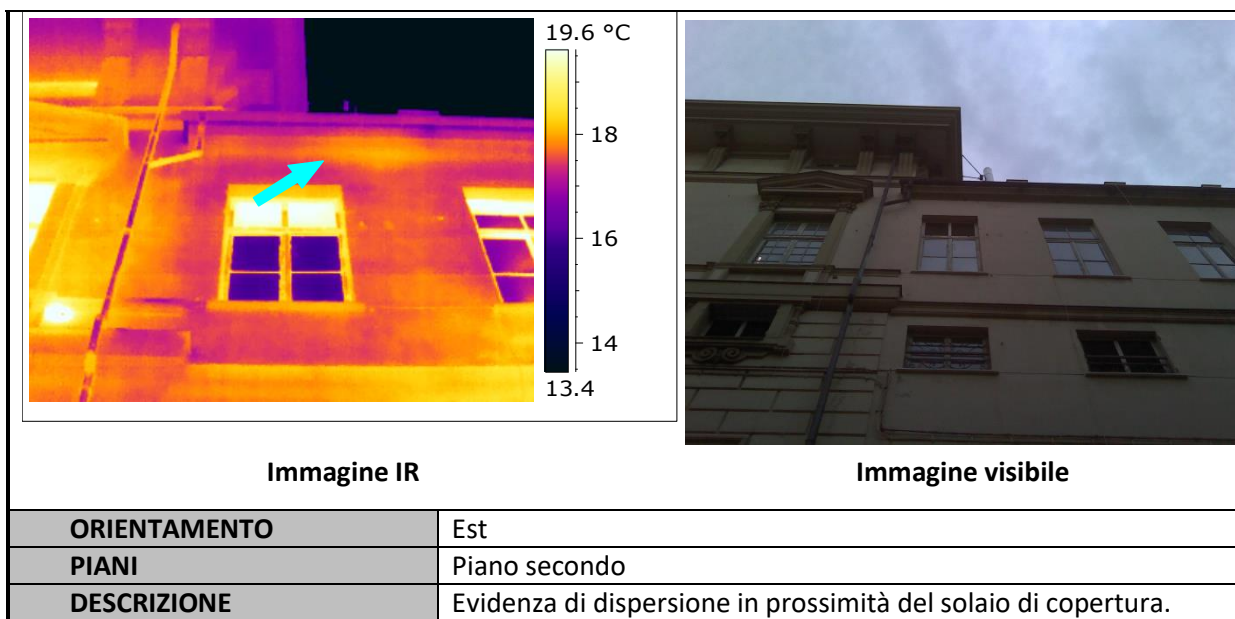 19.6 °C
18
16
14
13.4
Immagine IR Immagine visibile
ORIENTAMENTO Est
PIANI Piano secondo
DESCRIZIONE Evidenza di dispersione in prossimità del solaio di copertura.